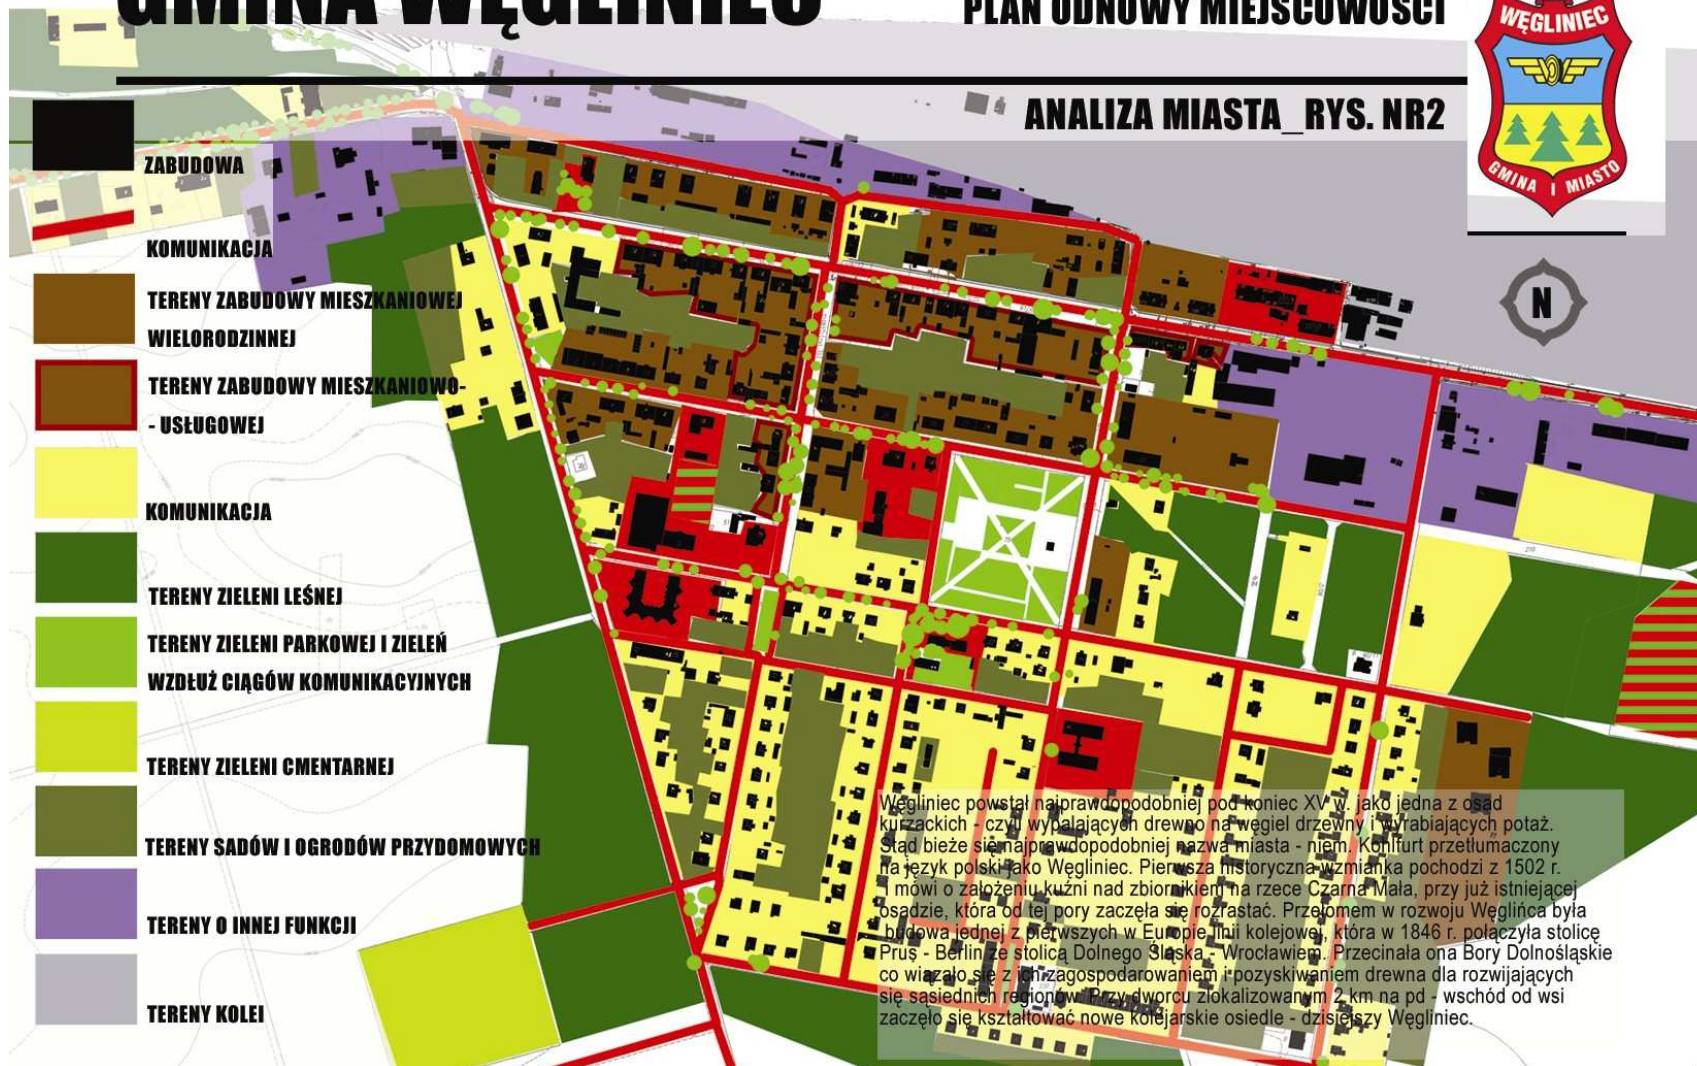 GMINA WĘGLINIEC
PLAN ODNOWY MIEJSCOWOŚCI
WĘGLINIEC
GMINA I MIASTO
ANALIZA MIASTA_RYS. NR2
N
ZABUDOWA
KOMUNIKACJA
TERENY ZABUDOWY MIESZKANIOWEJ
WIELORODZINNEJ
TERENY ZABUDOWY MIESZKANIOWO-
- USŁUGOWEJ
KOMUNIKACJA
TERENY ZIELENI LEŚNEJ
TERENY ZIELENI PARKOWEJ I ZIELEŃ
WZDŁUŻ CIĄGÓW KOMUNIKACYJNYCH
TERENY ZIELENI CMENTARNEJ
TERENY SADÓW I OGRODÓW PRZYDOMOWYCH
TERENY O INNEJ FUNKCJI
TERENY KOLEI
Węgliniec powstał najprawdopodobniej pod koniec XV w. jako jedna z osad
kurzackich - czyli wypalających drewno na węgiel drzewny i wyrabiających potaż.
Stąd bieże się najprawdopodobniej nazwa miasta - niem. Kohlfurt przetłumaczony
na język polski jako Węgliniec. Pierwsza historyczna wzmianka pochodzi z 1502 r.
i mówi o założeniu kuźni nad zbiornikiem na rzece Czarna Mała, przy już istniejącej
osadzie, która od tej pory zaczęła się rozrastać. Przełomem w rozwoju Węglińca była
budowa jednej z pierwszych w Europie linii kolejowej, która w 1846 r. połączyła stolicę
Prus - Berlin ze stolicą Dolnego Śląska - Wrocławiem. Przecinała ona Bory Dolnośląskie
co wiązało się z ich zagospodarowaniem i pozyskiwaniem drewna dla rozwijających
się sąsiednich regionów. Przy dworcu zlokalizowanym 2 km na pd - wschód od wsi
zaczęło się kształtować nowe kolejarskie osiedle - dzisiejszy Węgliniec.